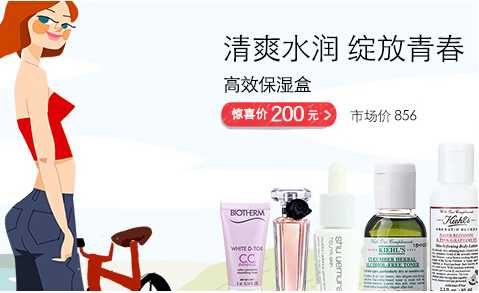 清爽水润 绽放青春
高效保湿盒
惊喜价 200 元 >
市场价 856
BIOTHERM
WHITE D-TOX
CC
shu uemura
KIEHL'S
CUCUMBER HERBAL
ALCOHOL-FREE TONER
Kiehl's